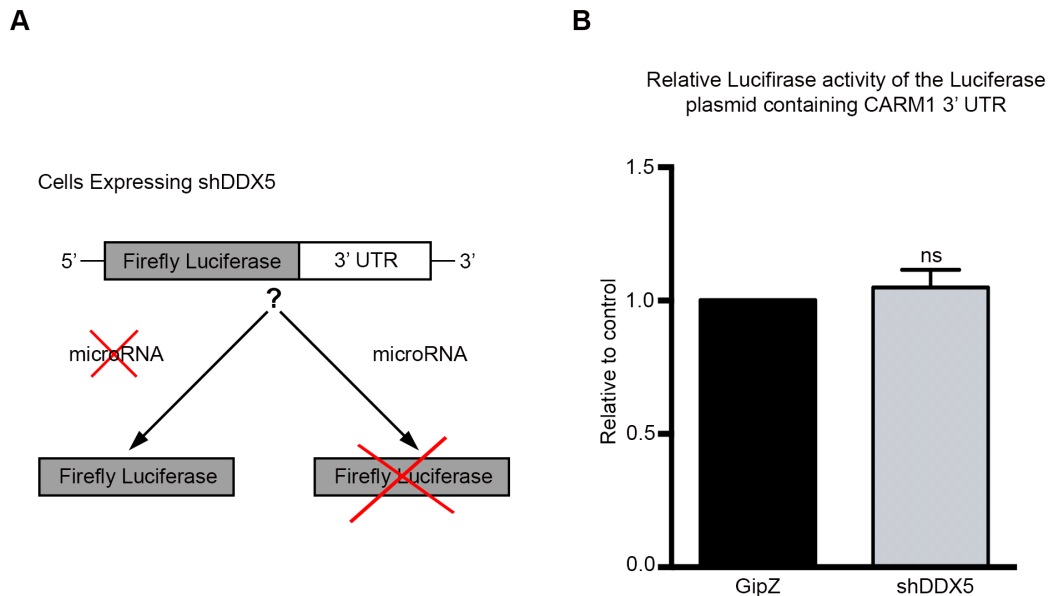 A
Cells Expressing shDDX5
5’
Firefly Luciferase
3’ UTR
3’
?
microRNA
microRNA
Firefly Luciferase
Firefly Luciferase
B
Relative Lucifirase activity of the Luciferase
plasmid containing CARM1 3’ UTR
Relative to control
1.5
1.0
0.5
0.0
ns
GipZ
shDDX5